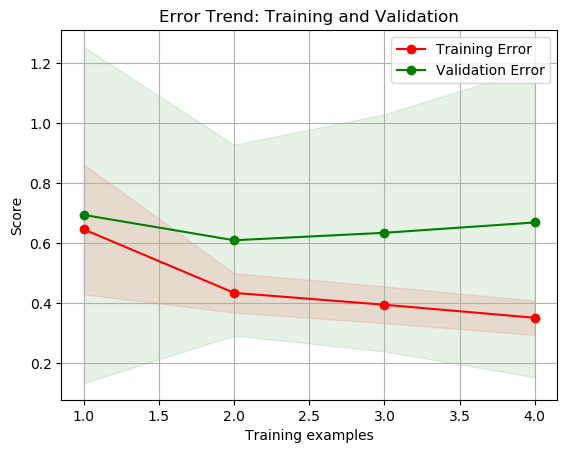 Error Trend: Training and Validation
Training Error
Validation Error
Score
1.2
1.0
0.8
0.6
0.4
0.2
1.0
1.5
2.0
2.5
3.0
3.5
4.0
Training examples